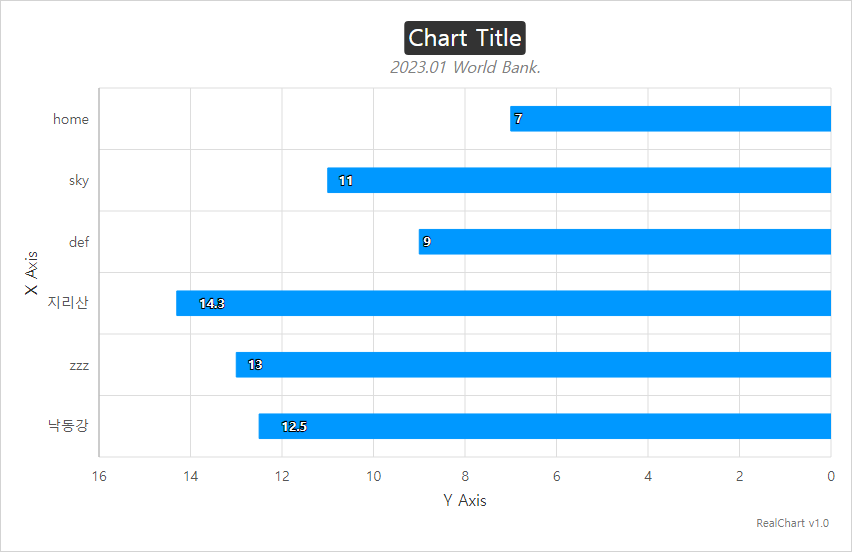 Chart Title
2023.01 World Bank.
home
7
sky
11
def
9
X Axis
지리산
14.3
zzz
13
낙동강
12.5
16 14 12 10 8 6 4 2 0
Y Axis
RealChart v1.0